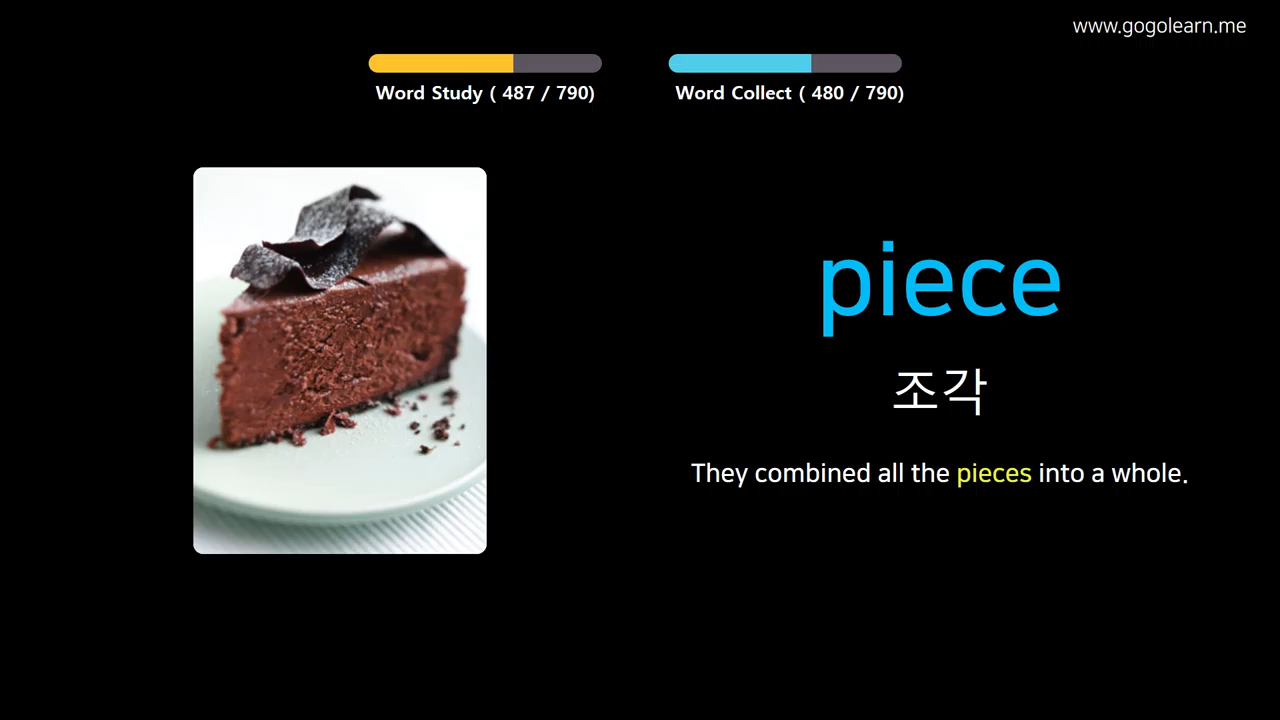 www.gogolearn.me
Word Study ( 487 / 790)
Word Collect ( 480 / 790)
piece
조각
They combined all the pieces into a whole.